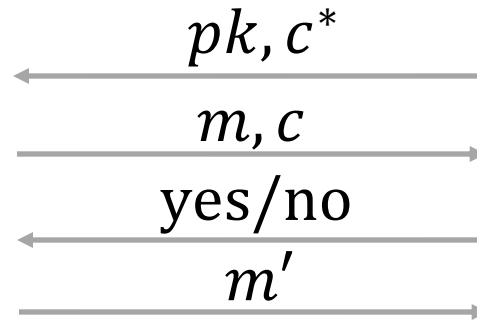 pk, c*
m, c
yes/no
m′